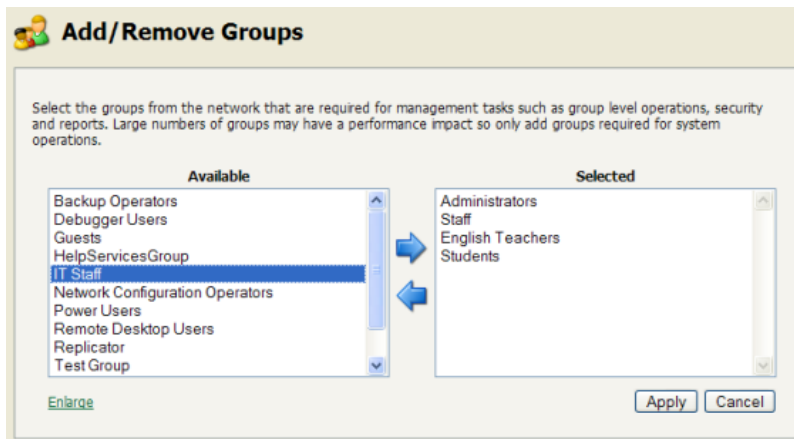 Add/Remove Groups
Select the groups from the network that are required for management tasks such as group level operations, security
and reports. Large numbers of groups may have a performance impact so only add groups required for system
operations.
Available
Backup Operators
Debugger Users
Guests
HelpServicesGroup
IT Staff
Network Configuration Operators
Power Users
Remote Desktop Users
Replicator
Test Group
Selected
Administrators
Staff
English Teachers
Students
Enlarge
Apply
Cancel